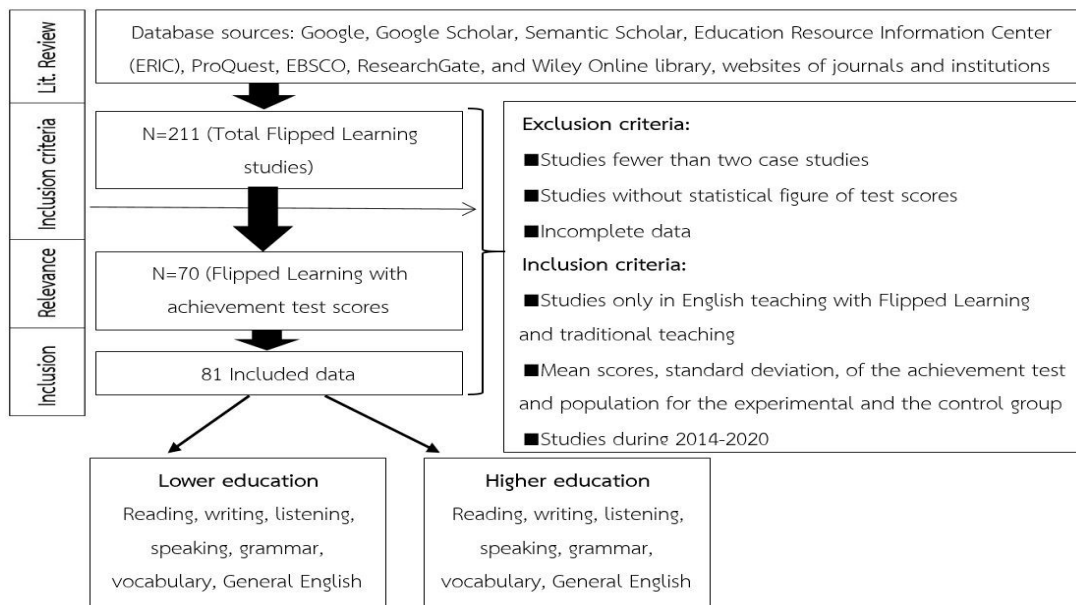 Lit. Review
Database sources: Google, Google Scholar, Semantic Scholar, Education Resource Information Center
(ERIC), ProQuest, EBSCO, ResearchGate, and Wiley Online library, websites of journals and institutions
Inclusion criteria
N=211 (Total Flipped Learning
studies)
Relevance
N=70 (Flipped Learning with
achievement test scores
Inclusion
81 Included data
Exclusion criteria:
■Studies fewer than two case studies
■Studies without statistical figure of test scores
■Incomplete data
Inclusion criteria:
■Studies only in English teaching with Flipped Learning
and traditional teaching
■Mean scores, standard deviation, of the achievement test
and population for the experimental and the control group
■Studies during 2014-2020
Lower education
Reading, writing, listening,
speaking, grammar,
vocabulary, General English
Higher education
Reading, writing, listening,
speaking, grammar,
vocabulary, General English